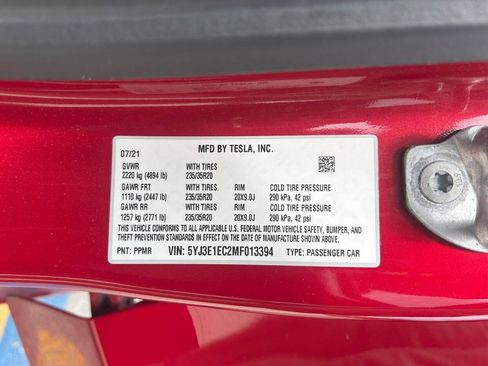 MFD BY TESLA, INC.
07/21
GVWR WITH TIRES
2220 kg (4894 lb) 235/35R20
GAWR FRT WITH TIRES RIM COLD TIRE PRESSURE
1110 kg (2447 lb) 235/35R20 20X9.0J 290 kPa, 42 psi
GAWR RR WITH TIRES RIM COLD TIRE PRESSURE
1257 kg (2771 lb) 235/35R20 20X9.0J 290 kPa, 42 psi
THIS VEHICLE CONFORMS TO ALL APPLICABLE U.S. FEDERAL MOTOR VEHICLE SAFETY, BUMPER, AND
THEFT PREVENTION STANDARDS IN EFFECT ON THE DATE OF MANUFACTURE SHOWN ABOVE.
PNT: PPMR VIN: 5YJ3E1EC2MF013394 TYPE: PASSENGER CAR